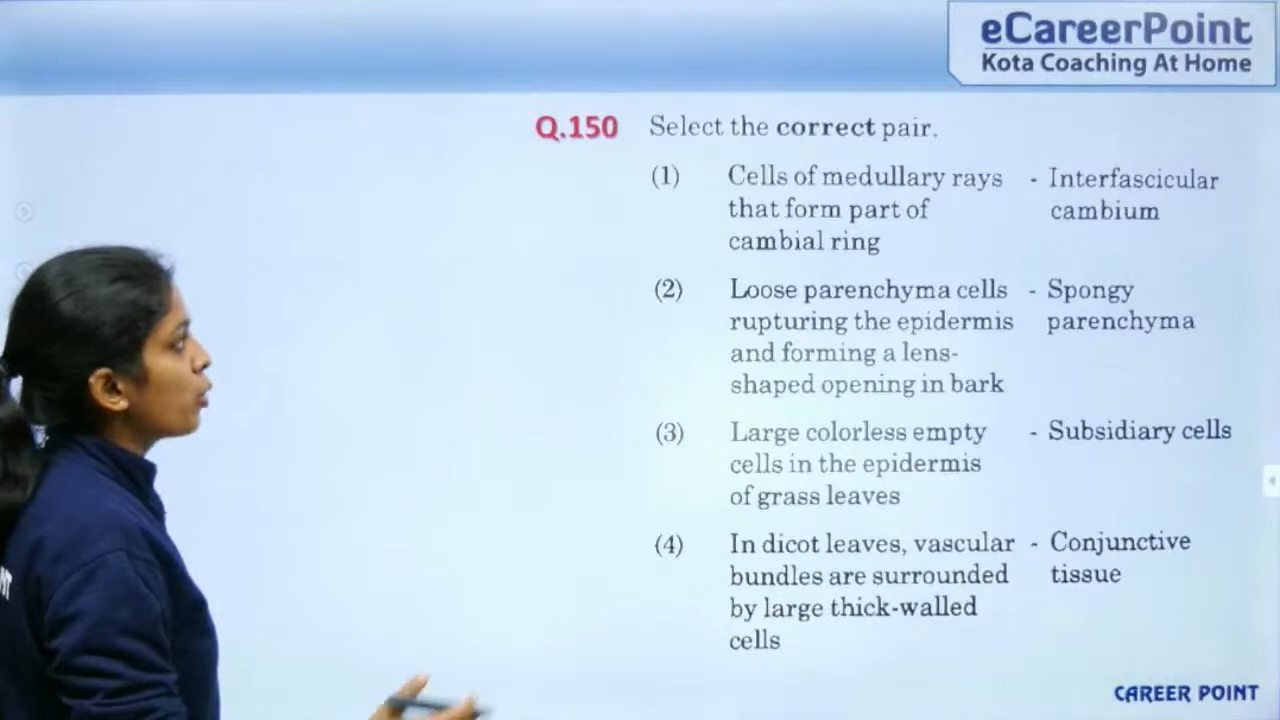 eCareerPoint
Kota Coaching At Home
Q.150 Select the correct pair.
(1) Cells of medullary rays - Interfascicular
that form part of cambium
cambial ring
(2) Loose parenchyma cells - Spongy
rupturing the epidermis parenchyma
and forming a lens-
shaped opening in bark
(3) Large colorless empty - Subsidiary cells
cells in the epidermis
of grass leaves
(4) In dicot leaves, vascular - Conjunctive
bundles are surrounded tissue
by large thick-walled
cells
CAREER POINT